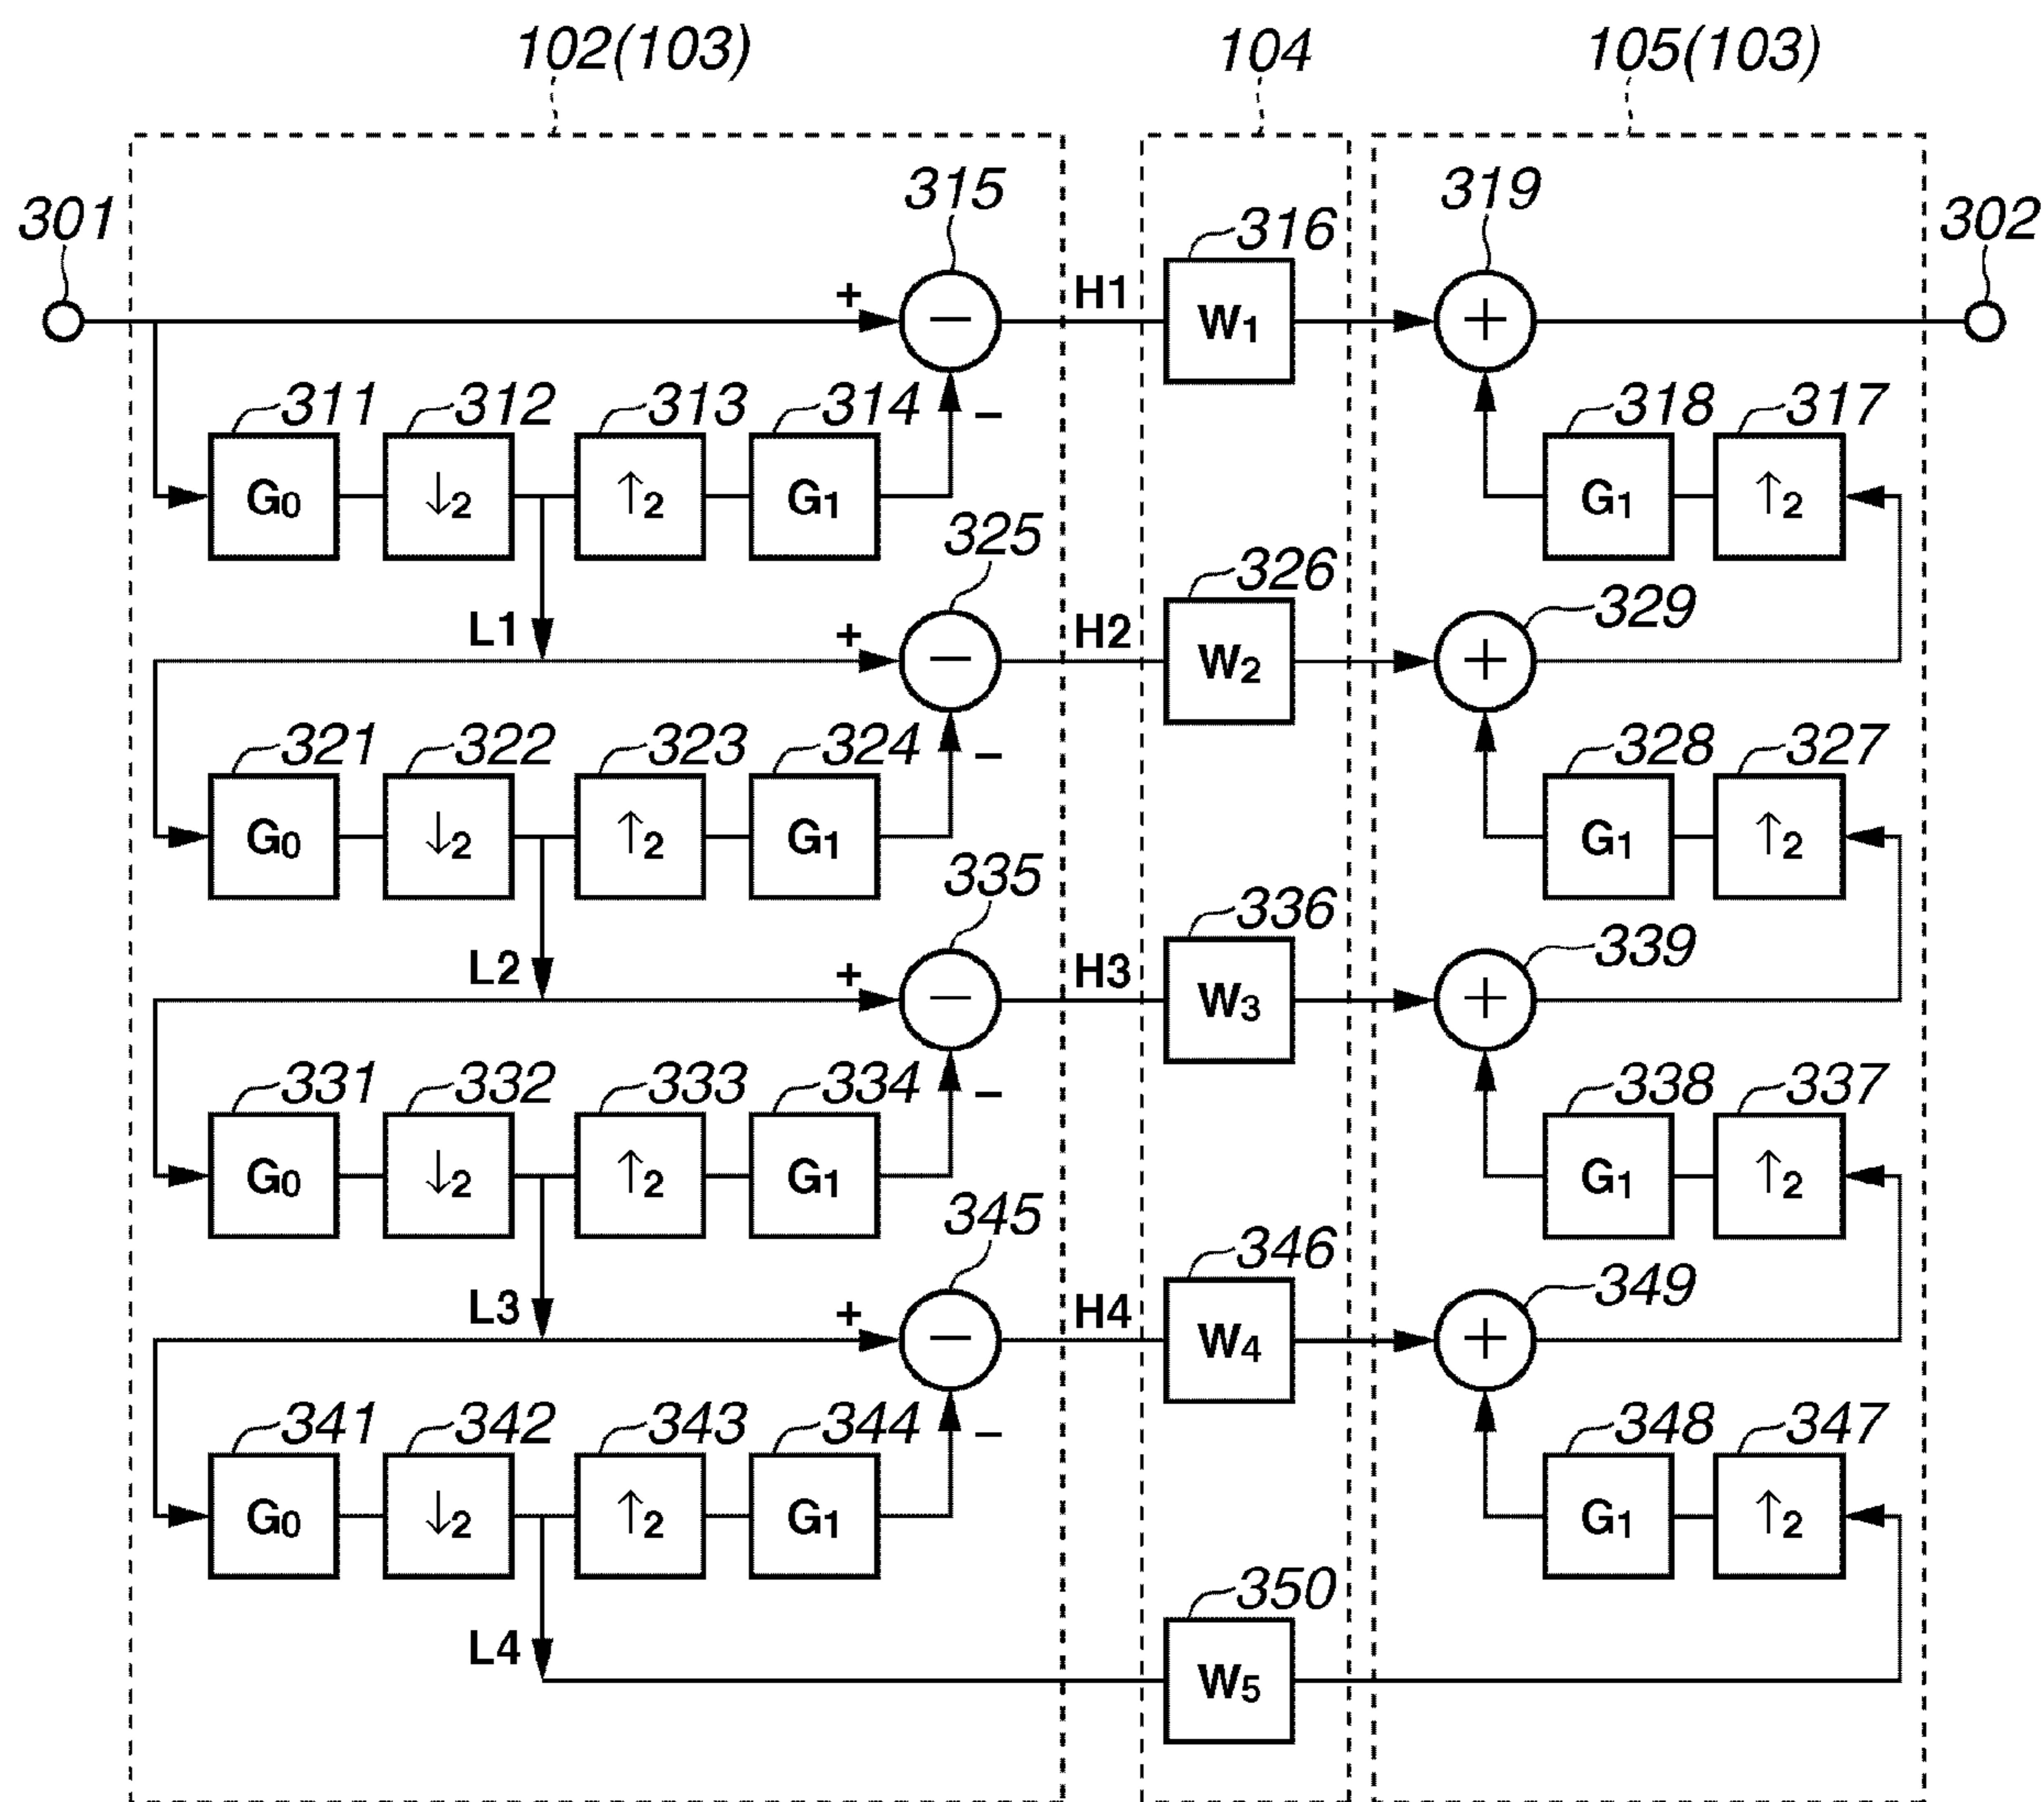 102(103) 104 105(103)
315 319
301 316 302
+ − H1 W1 +
311 312 313 314 − 318 317
G0 ↓2 ↑2 G1 G1 ↑2
325
326
L1 + − H2 W2 + 329
321 322 323 324 − 328 327
G0 ↓2 ↑2 G1 G1 ↑2
335
336
L2 + − H3 W3 + 339
331 332 333 334 − 338 337
G0 ↓2 ↑2 G1 G1 ↑2
345
346
L3 + − H4 W4 + 349
341 342 343 344 − 348 347
G0 ↓2 ↑2 G1 G1 ↑2
350
L4 W5